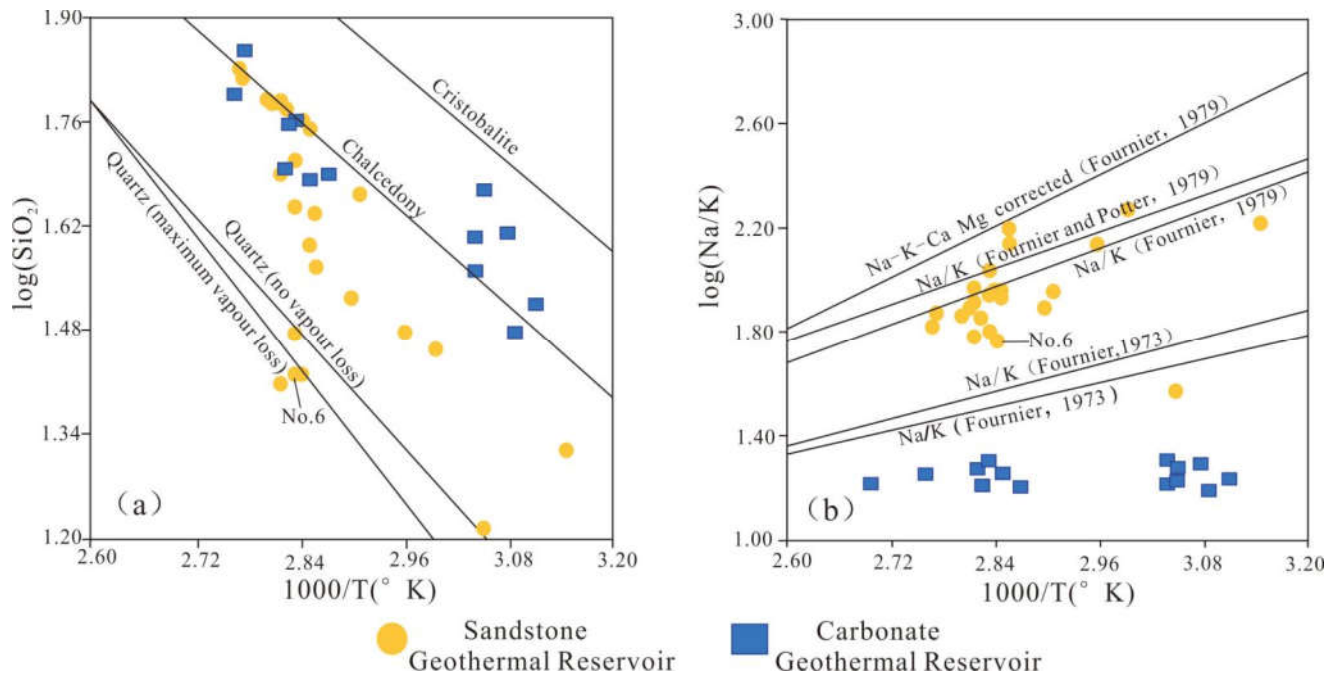 1.90
1.76
1.62
1.48
1.34
1.20
log(SiO₂)
Cristobalite
Chalcedony
Quartz (no vapour loss)
Quartz (maximum vapour loss)
No.6
(a)
2.60 2.72 2.84 2.96 3.08 3.20
1000/T(° K)
3.00
2.60
2.20
1.80
1.40
1.00
log(Na/K)
Na-K-Ca Mg corrected (Fournier, 1979)
Na/K (Fournier and Potter, 1979)
Na/K (Fournier, 1979)
No.6
Na/K (Fournier,1973)
Na/K (Fournier, 1973)
(b)
2.60 2.72 2.84 2.96 3.08 3.20
1000/T(° K)
Sandstone
Geothermal Reservoir
Carbonate
Geothermal Reservoir